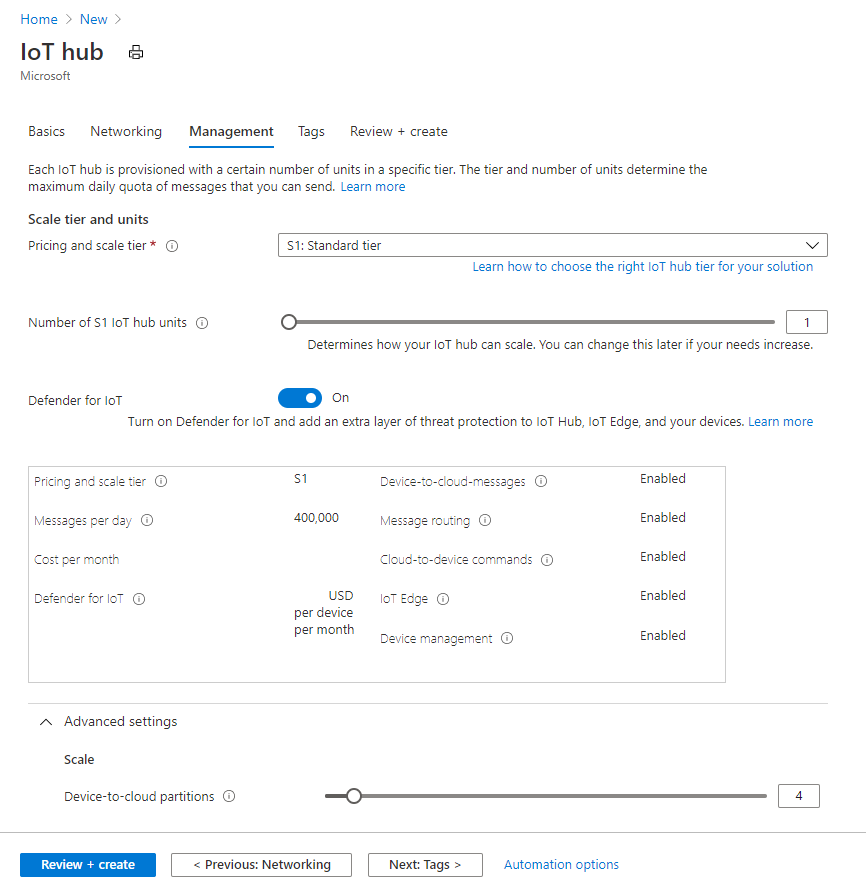 Home > New >
IoT hub
Microsoft
Basics Networking Management Tags Review + create
Each IoT hub is provisioned with a certain number of units in a specific tier. The tier and number of units determine the
maximum daily quota of messages that you can send. Learn more
Scale tier and units
Pricing and scale tier * S1: Standard tier
Learn how to choose the right IoT hub tier for your solution
Number of S1 IoT hub units 1
Determines how your IoT hub can scale. You can change this later if your needs increase.
Defender for IoT On
Turn on Defender for IoT and add an extra layer of threat protection to IoT Hub, IoT Edge, and your devices. Learn more
Pricing and scale tier S1 Device-to-cloud-messages Enabled
Messages per day 400,000 Message routing Enabled
Cost per month Cloud-to-device commands Enabled
Defender for IoT USD IoT Edge Enabled
per device
per month
Device management Enabled
Advanced settings
Scale
Device-to-cloud partitions 4
Review + create < Previous: Networking Next: Tags > Automation options